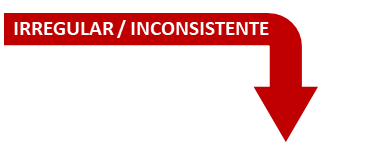 IRREGULAR / INCONSISTENTE